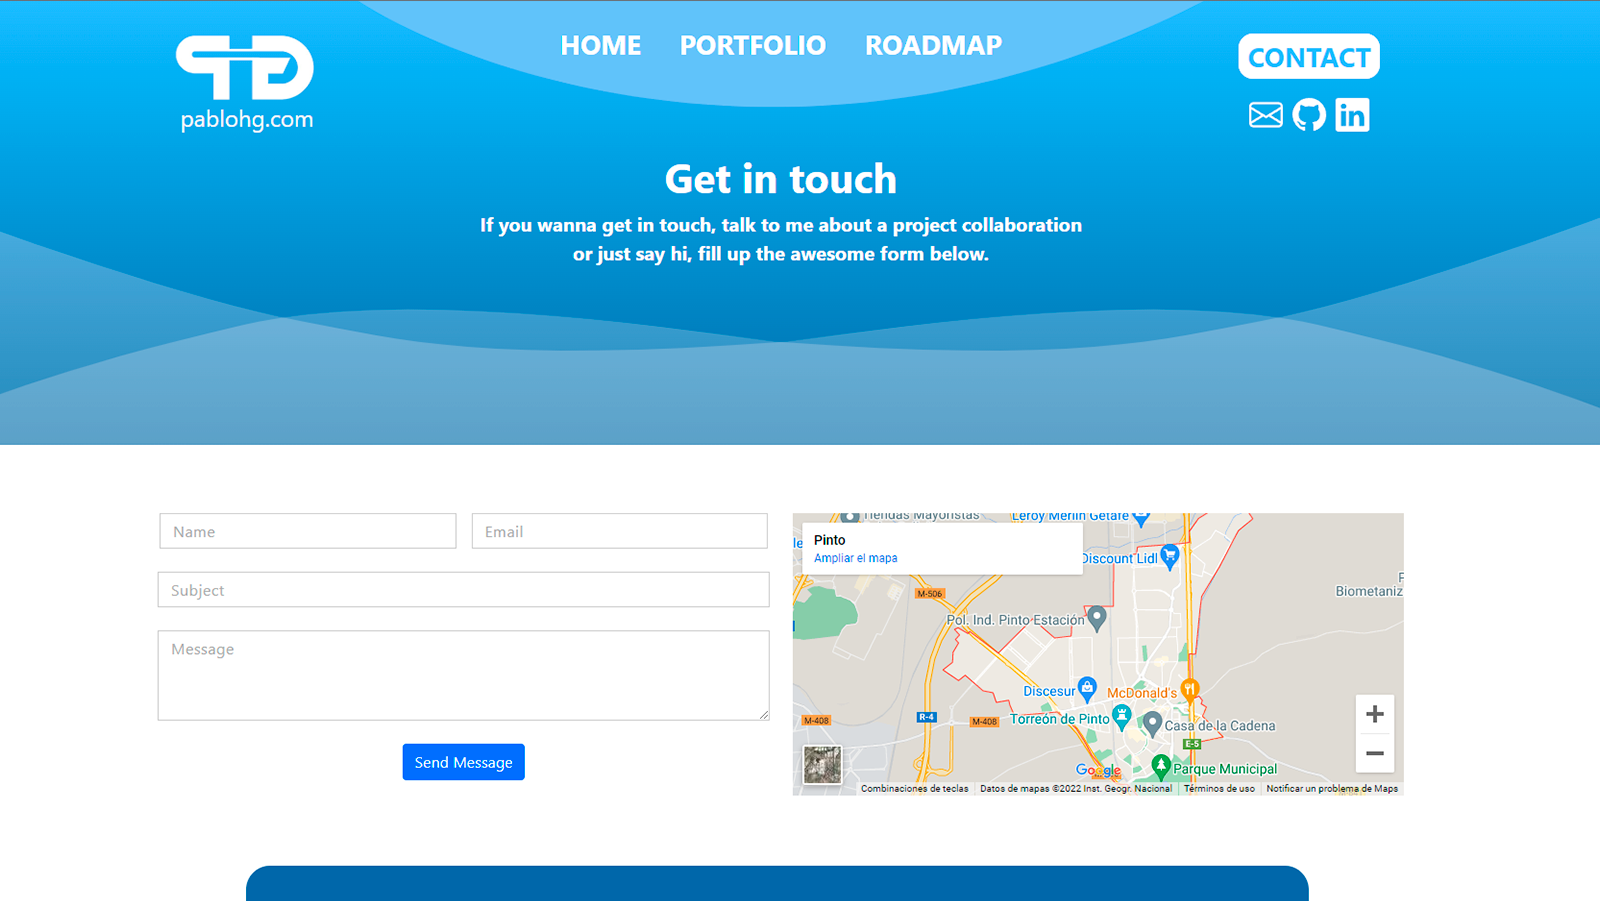 HOME PORTFOLIO ROADMAP
CONTACT
pablohg.com
in
Get in touch
If you wanna get in touch, talk to me about a project collaboration
or just say hi, fill up the awesome form below.
Name
Email
Subject
Message
Send Message
Tiendas Mayoristas
Leroy Merlin Getafe
Pinto
Ampliar el mapa
Discount Lidl
Biometaniz
M-506
Pol. Ind. Pinto Estación
Discesur
McDonald's
R-4
M-408
M-408
Torreón de Pinto
Casa de la Cadena
E-5
Google
Parque Municipal
Combinaciones de teclas
Datos de mapas ©2022 Inst. Geogr. Nacional
Términos de uso
Notificar un problema de Maps